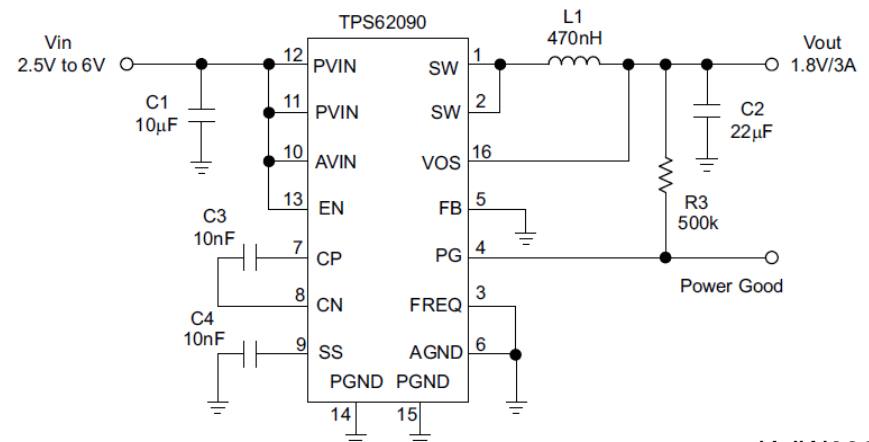 TPS62090
Vin
2.5V to 6V
C1
10µF
12
PVIN
11
PVIN
10
AVIN
13
EN
C3
10nF
7
CP
8
CN
C4
10nF
9
SS
PGND PGND
14
15
SW
1
SW
2
VOS
16
FB
5
PG
4
FREQ
3
AGND
6
L1
470nH
Vout
1.8V/3A
C2
22µF
R3
500k
Power Good